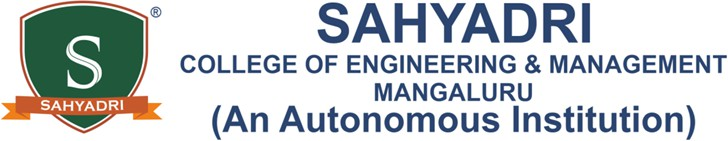 S
SAHYADRI
®
SAHYADRI
COLLEGE OF ENGINEERING & MANAGEMENT
MANGALURU
(An Autonomous Institution)